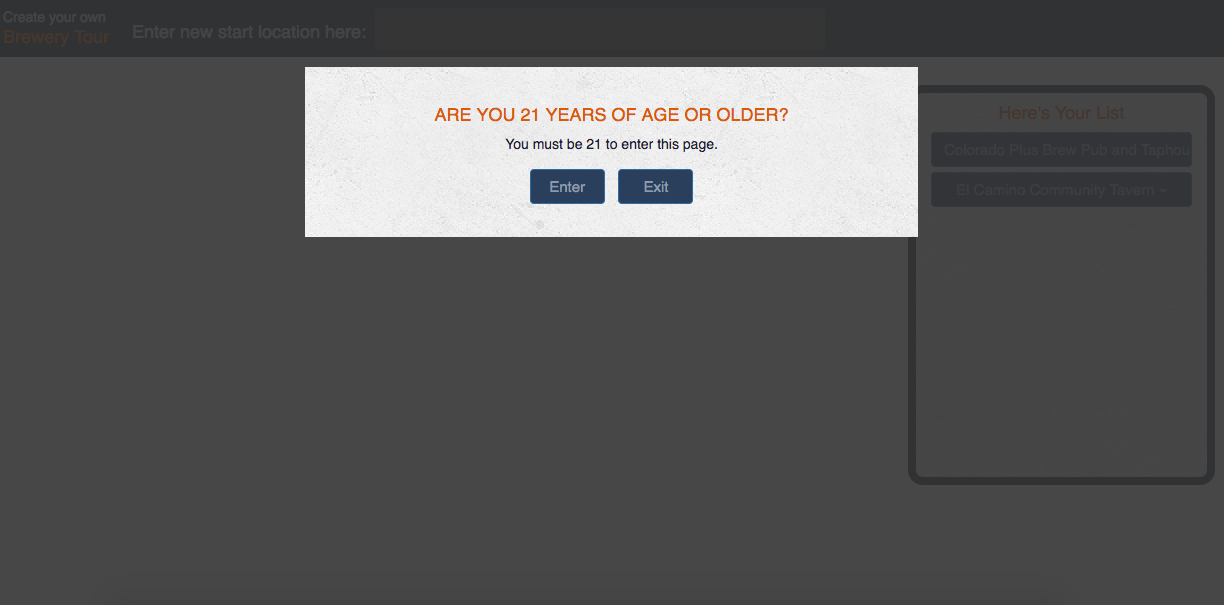 Create your own
Brewery Tour
Enter new start location here:
ARE YOU 21 YEARS OF AGE OR OLDER?
You must be 21 to enter this page.
Enter
Exit
Here's Your List
Colorado Plus Brew Pub and Taphou
El Camino Community Tavern -